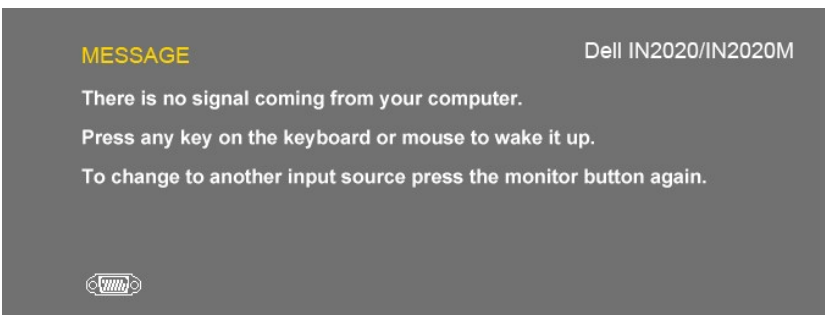 MESSAGE
Dell IN2020/IN2020M
There is no signal coming from your computer.
Press any key on the keyboard or mouse to wake it up.
To change to another input source press the monitor button again.